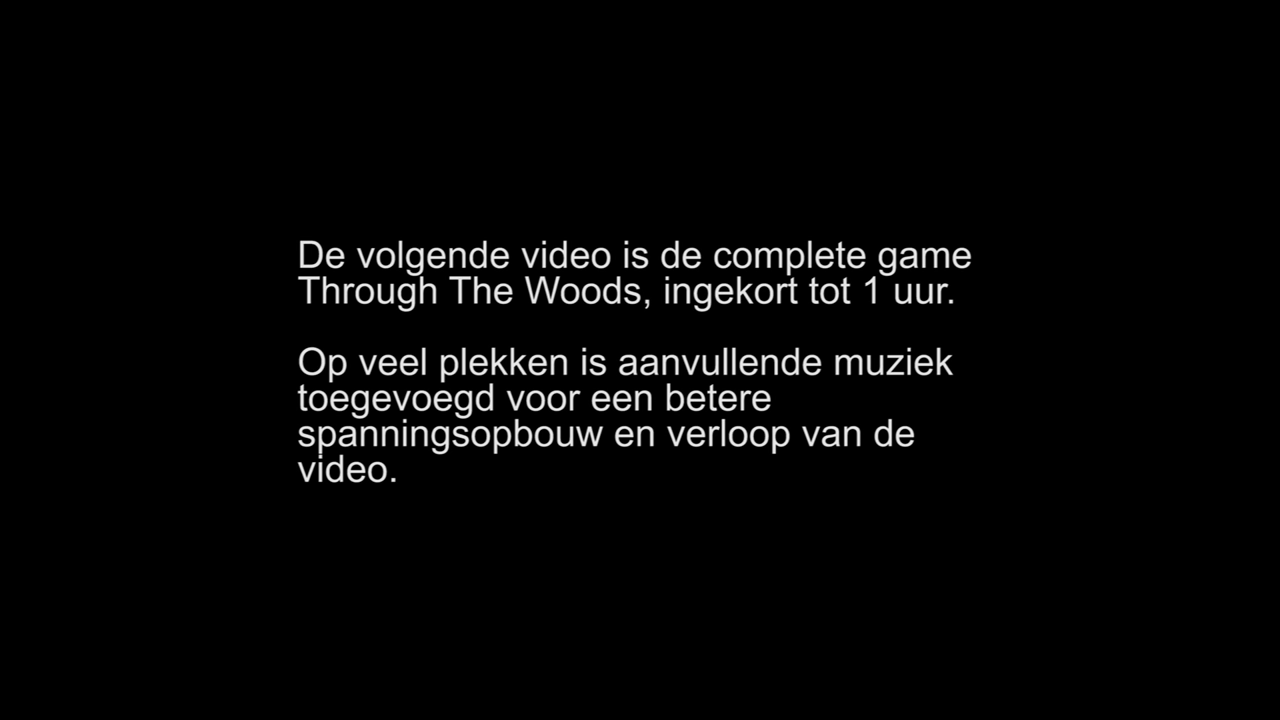 De volgende video is de complete game
Through The Woods, ingekort tot 1 uur.
Op veel plekken is aanvullende muziek
toegevoegd voor een betere
spanningsopbouw en verloop van de
video.